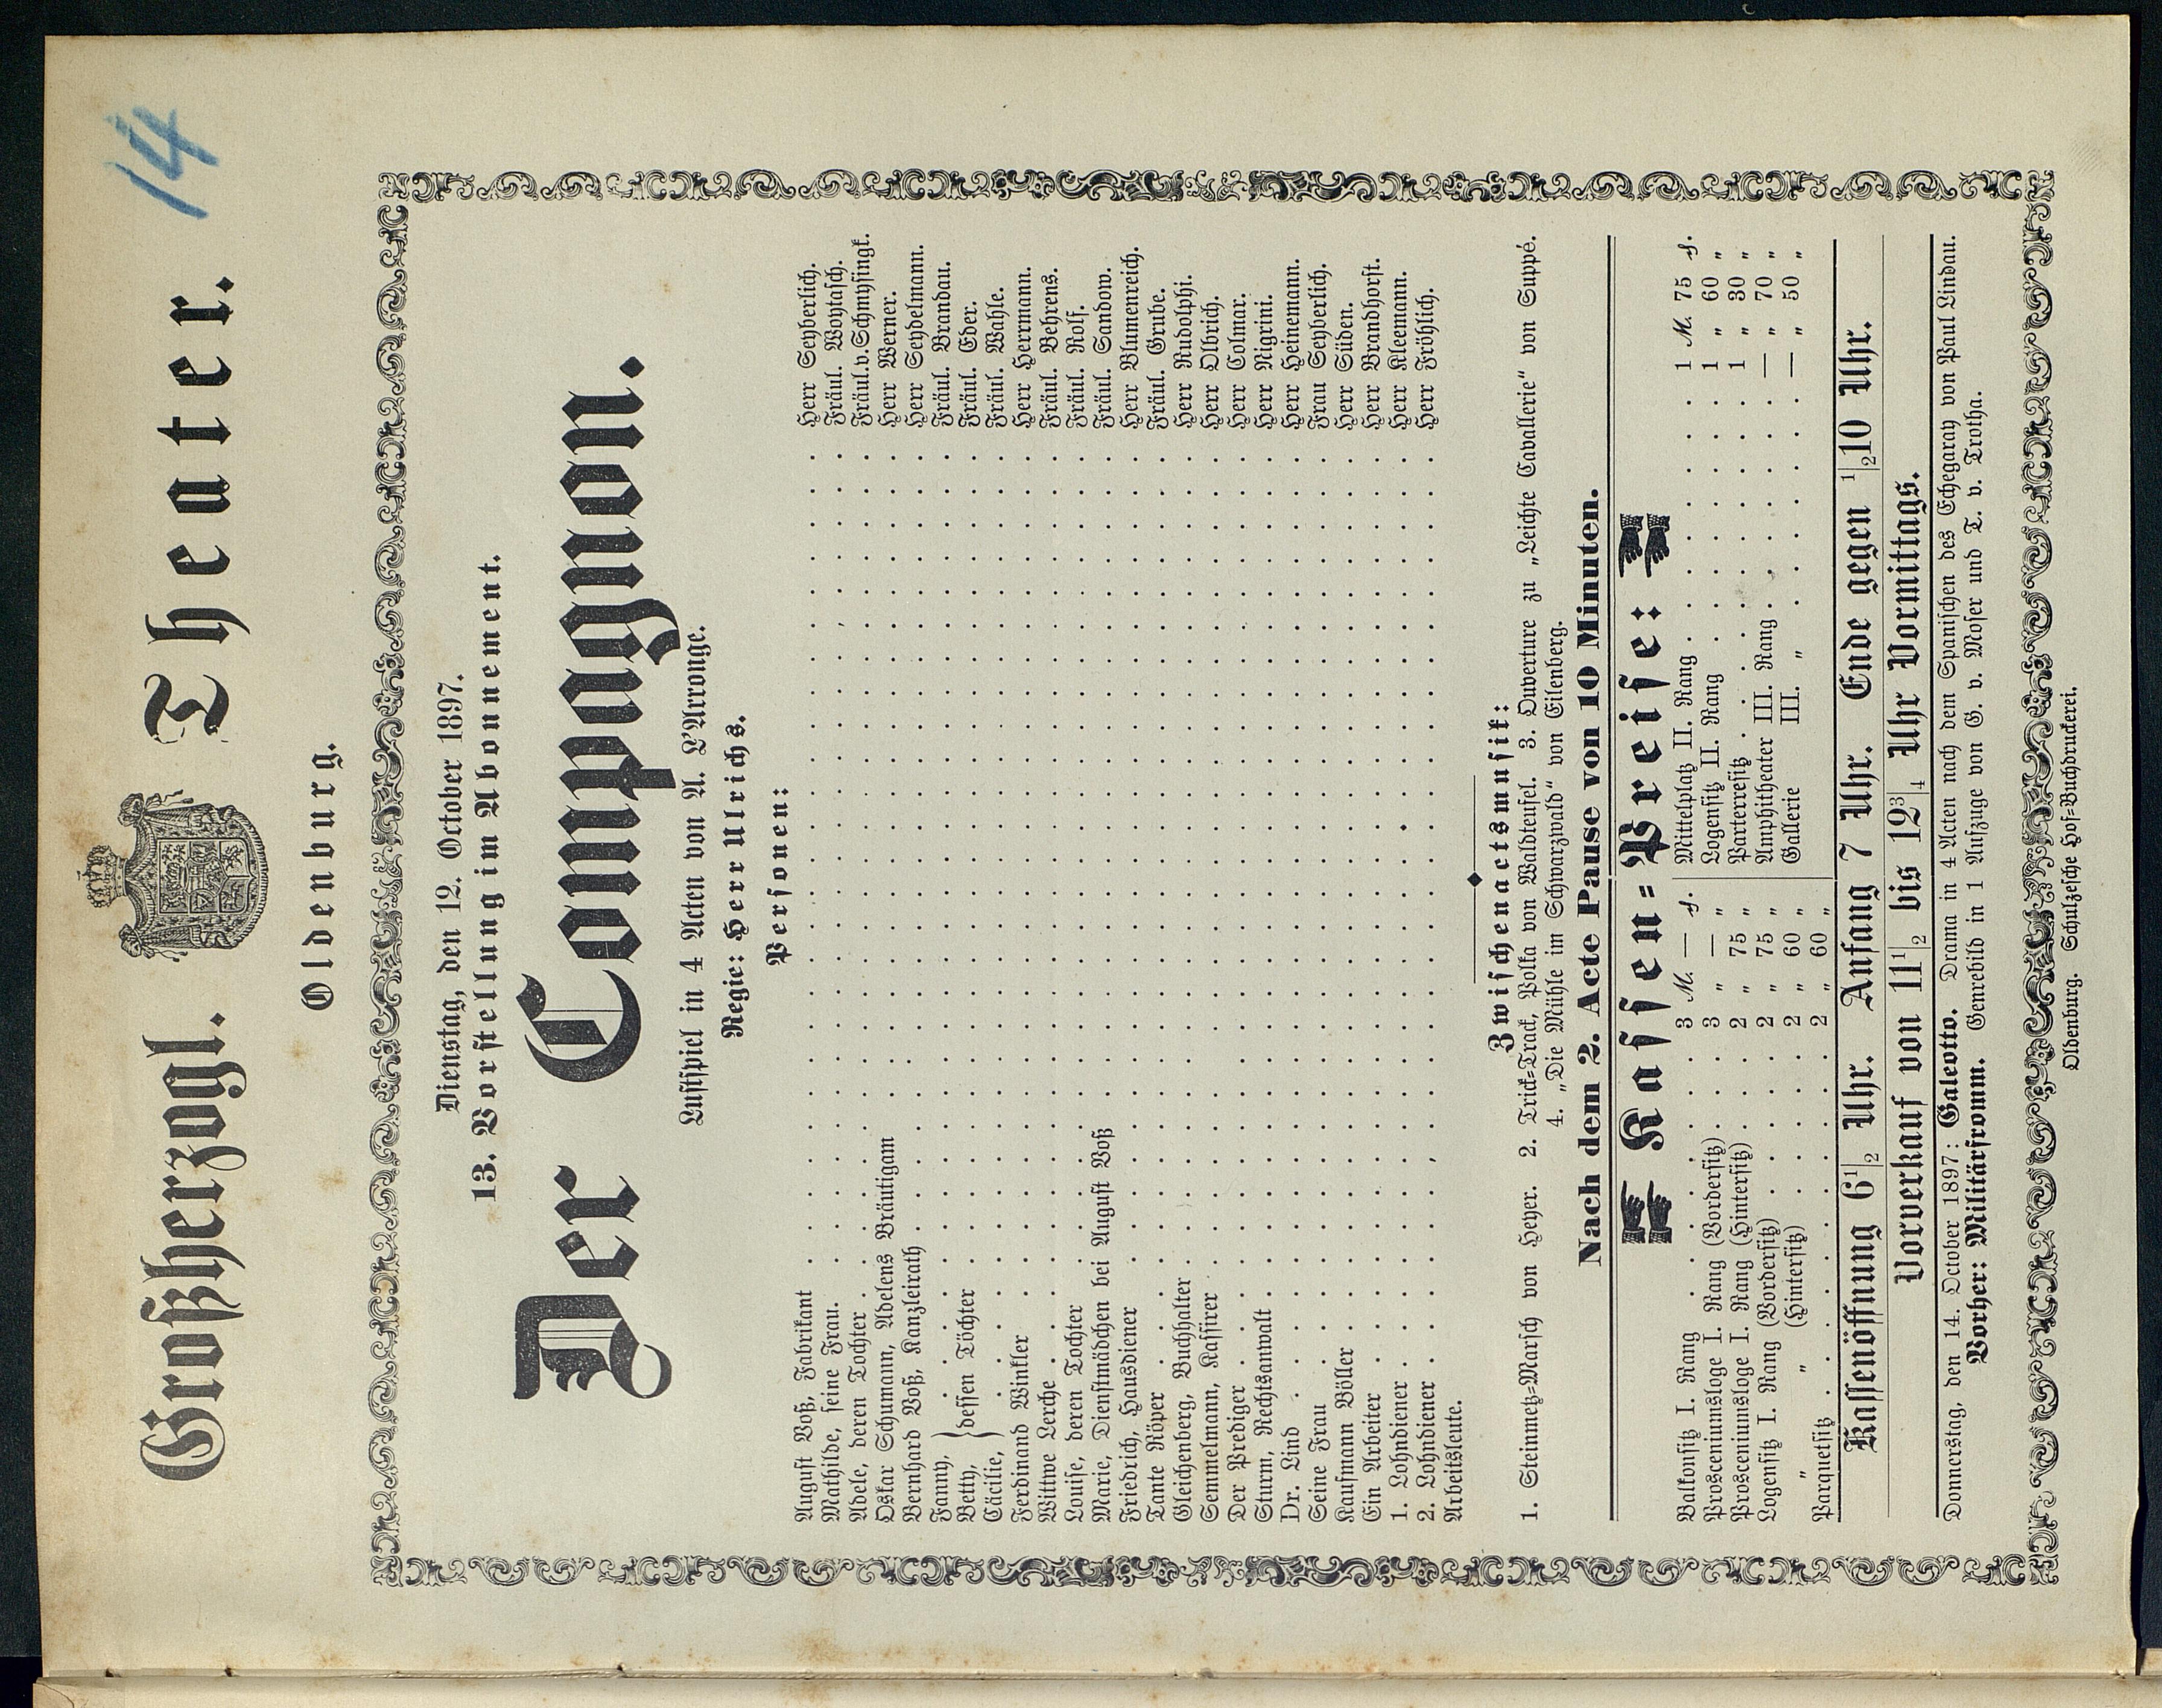 14
Großherzogl. Theater.
Oldenburg.
Dienstag, den 12. October 1897.
13. Vorstellung im Abonnement.
Der Compagnon.
Lustspiel in 4 Acten von A. L'Arronge.
Regie: Herr Ulrichs.
Personen:
August Voß, Fabrikant . . . . . Herr Seyberlich.
Mathilde, seine Frau. . . . . . Fräul. Woytasch.
Adele, deren Tochter . . . . . Fräul. v. Schmysingk.
Oskar Schumann, Adelens Bräutigam . . . . . Herr Werner.
Bernhard Voß, Kanzleirath . . . . . Herr Seydelmann.
Fanny, . . . . . Fräul. Brandau.
Betty, } dessen Töchter . . . . . Fräul. Eder.
Cäcilie, . . . . . Fräul. Wahle.
Ferdinand Winkler . . . . . Herr Herrmann.
Wittwe Lerche . . . . . Fräul. Behrens.
Louise, deren Tochter . . . . . Fräul. Rolf.
Marie, Dienstmädchen bei August Voß . . . . . Fräul. Sandow.
Friedrich, Hausdiener . . . . . Herr Blumenreich.
Tante Röper . . . . . Fräul. Grube.
Gleichenberg, Buchhalter . . . . . Herr Rudolphi.
Semmelmann, Kassirer . . . . . Herr Olbrich.
Der Prediger . . . . . Herr Colmar.
Sturm, Rechtsanwalt . . . . . Herr Nigrini.
Dr. Lind . . . . . Herr Heinemann.
Seine Frau . . . . . Frau Seyberlich.
Kaufmann Böller . . . . . Herr Süden.
Ein Arbeiter . . . . . Herr Brandhorst.
1. Lohndiener . . . . . Herr Kleemann.
2. Lohndiener . . . . . Herr Fröhlich.
Arbeitsleute.
Zwischenactsmusik:
1. Steinmetz=Marsch von Heyer. 2. Trick=Track, Polka von Waldteufel. 3. Ouverture zu „Leichte Cavallerie" von Suppé.
4. „Die Mühle im Schwarzwald" von Eilenberg.
Nach dem 2. Acte Pause von 10 Minuten.
Kassen=Preise:
Balkonsitz I. Rang . . . . . 3 M. — ₰.
Prosceniumsloge I. Rang (Vordersitz) . . . 3 „ — „
Prosceniumsloge I. Rang (Hintersitz) . . . 2 „ 75 „
Logensitz I. Rang (Vordersitz) . . . . 2 „ 75 „
„ „ (Hintersitz) . . . . 2 „ 60 „
Parquetsitz . . . . . 2 „ 60 „
Mittelplatz II. Rang . . . . . 1 M. 75 ₰.
Logensitz II. Rang . . . . . 1 „ 60 „
Parterresitz . . . . . 1 „ 30 „
Amphitheater III. Rang . . . . . — „ 70 „
Gallerie III. „ . . . . . — „ 50 „
Kassenöffnung 6 1/2 Uhr. Anfang 7 Uhr. Ende gegen 1/2 10 Uhr.
Vorverkauf von 11 1/2 bis 12 3/4 Uhr Vormittags.
Donnerstag, den 14. October 1897: Galeotto. Drama in 4 Acten nach dem Spanischen des Echegaray von Paul Lindau.
Vorher: Militärfromm. Genrebild in 1 Aufzuge von G. v. Moser und T. v. Trotha.
Oldenburg. Schulzesche Hof=Buchdruckerei.